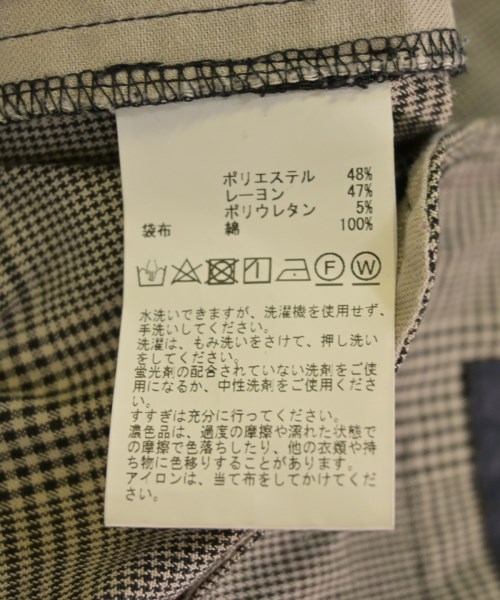 ポリエステル 48%
レーヨン 47%
ポリウレタン 5%
袋布 綿 100%
F W
水洗いできますが、洗濯機を使用せず、
手洗いしてください。
洗濯は、もみ洗いをさけて、押し洗い
をしてください。
蛍光剤の配合されていない洗剤をご使
用になるか、中性洗剤をご使用くださ
い。
すすぎは充分に行ってください。
濃色品は、過度の摩擦や濡れた状態で
の摩擦で色落ちしたり、他の衣類や持
ち物に色移りすることがあります。
アイロンは、当て布をしてかけてくだ
さい。